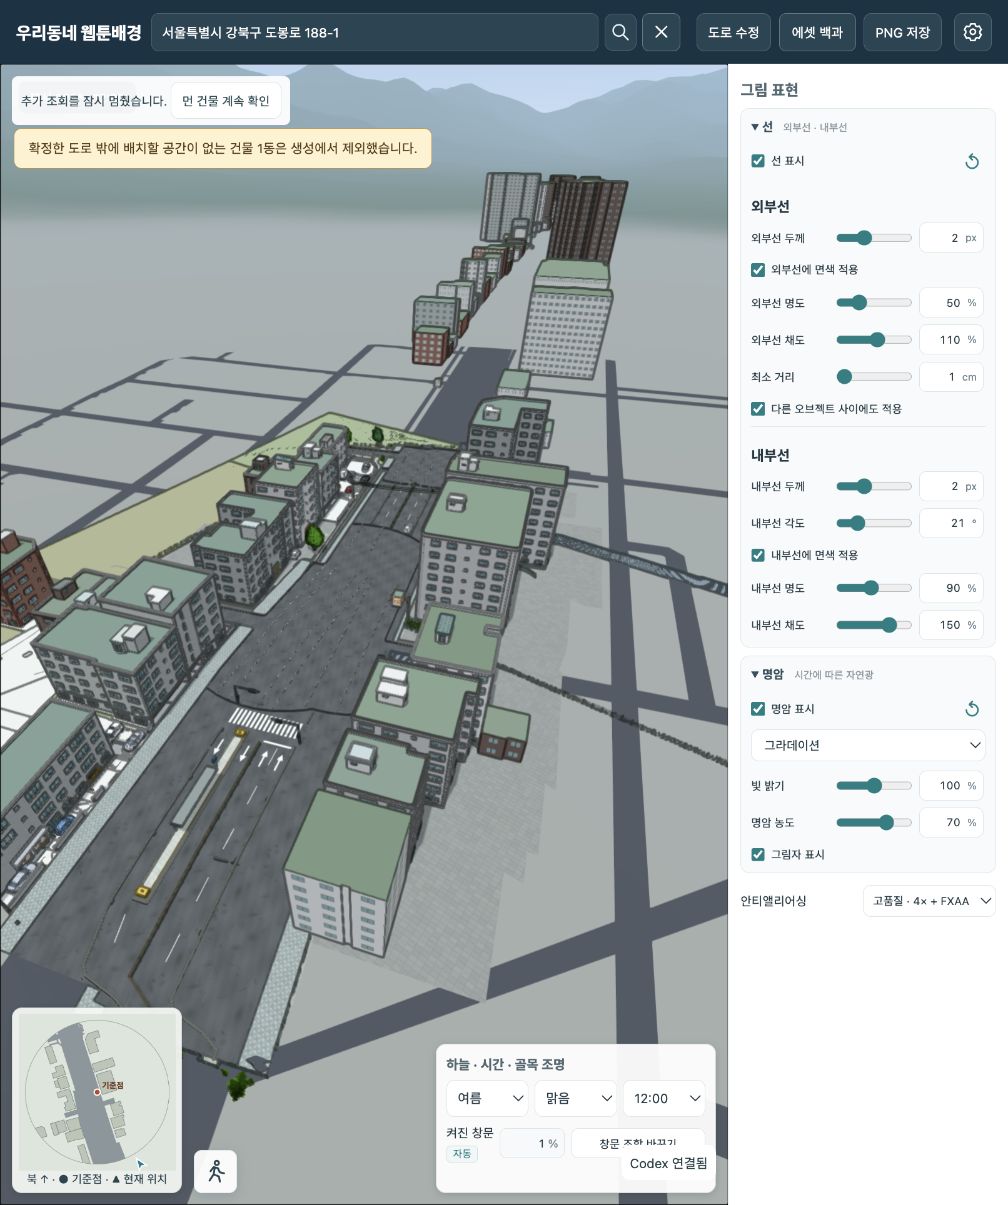 우리동네 웹툰배경
서울특별시 강북구 도봉로 188-1
도로 수정
에셋 백과
PNG 저장
추가 조회를 잠시 멈췄습니다.
먼 건물 계속 확인
확정한 도로 밖에 배치할 공간이 없는 건물 1동은 생성에서 제외했습니다.
그림 표현
▼ 선 외부선 · 내부선
선 표시
외부선
외부선 두께 2 px
외부선에 면색 적용
외부선 명도 50 %
외부선 채도 110 %
최소 거리 1 cm
다른 오브젝트 사이에도 적용
내부선
내부선 두께 2 px
내부선 각도 21 °
내부선에 면색 적용
내부선 명도 90 %
내부선 채도 150 %
▼ 명암 시간에 따른 자연광
명암 표시
그라데이션
빛 밝기 100 %
명암 농도 70 %
그림자 표시
안티앨리어싱 고품질 · 4× + FXAA
기준점
북 ↑ · ● 기준점 · ▲ 현재 위치
하늘 · 시간 · 골목 조명
여름 맑음 12:00
켜진 창문 1 % 창문 조합 바꾸기
자동
Codex 연결됨